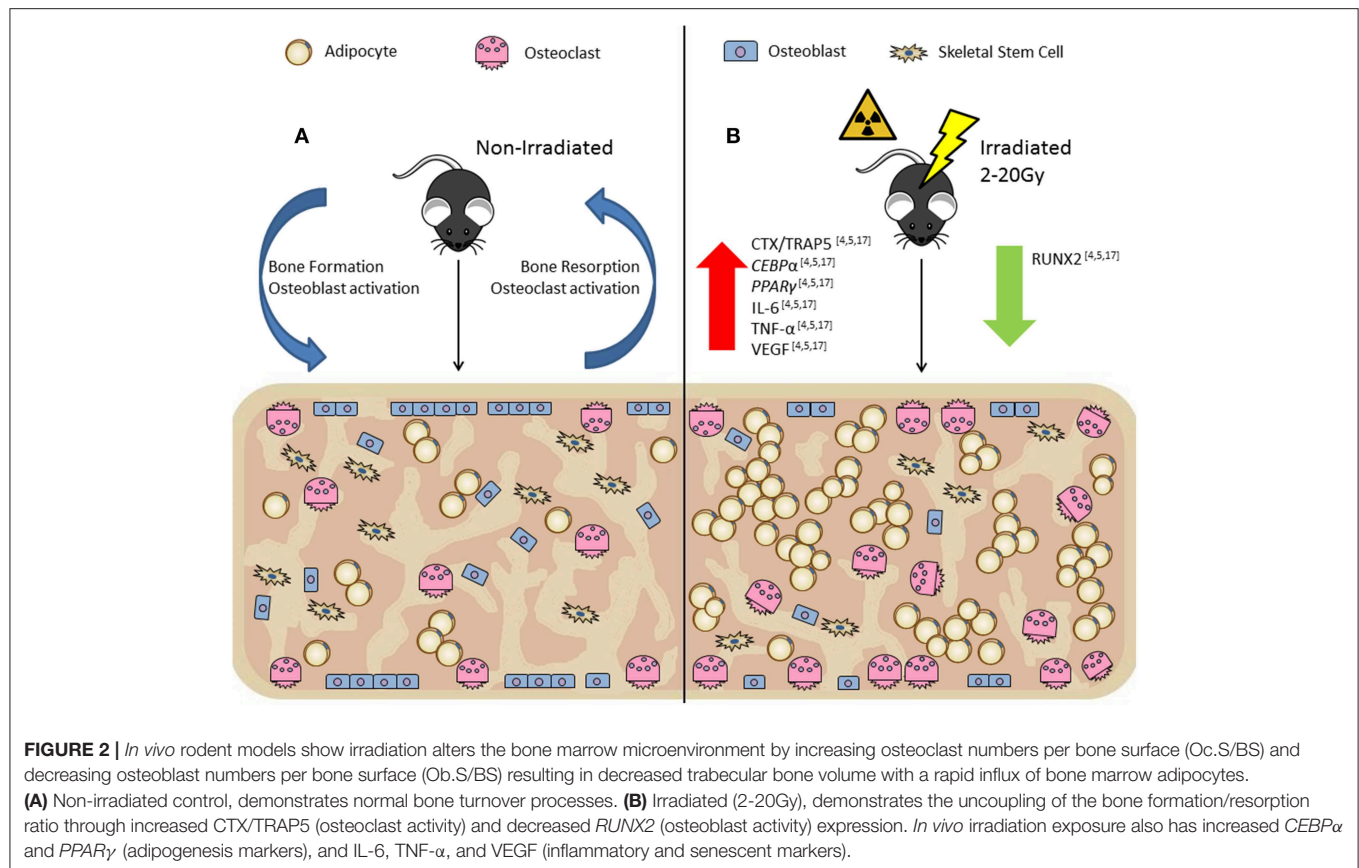 Adipocyte
Osteoclast
Osteoblast
Skeletal Stem Cell
A
Non-Irradiated
Bone Formation
Osteoblast activation
Bone Resorption
Osteoclast activation
B
Irradiated
2-20Gy
CTX/TRAP5 [4,5,17]
CEBPα [4,5,17]
PPARγ [4,5,17]
IL-6 [4,5,17]
TNF-α [4,5,17]
VEGF [4,5,17]
RUNX2 [4,5,17]
FIGURE 2 | In vivo rodent models show irradiation alters the bone marrow microenvironment by increasing osteoclast numbers per bone surface (Oc.S/BS) and
decreasing osteoblast numbers per bone surface (Ob.S/BS) resulting in decreased trabecular bone volume with a rapid influx of bone marrow adipocytes.
(A) Non-irradiated control, demonstrates normal bone turnover processes. (B) Irradiated (2-20Gy), demonstrates the uncoupling of the bone formation/resorption
ratio through increased CTX/TRAP5 (osteoclast activity) and decreased RUNX2 (osteoblast activity) expression. In vivo irradiation exposure also has increased CEBPα
and PPARγ (adipogenesis markers), and IL-6, TNF-α, and VEGF (inflammatory and senescent markers).